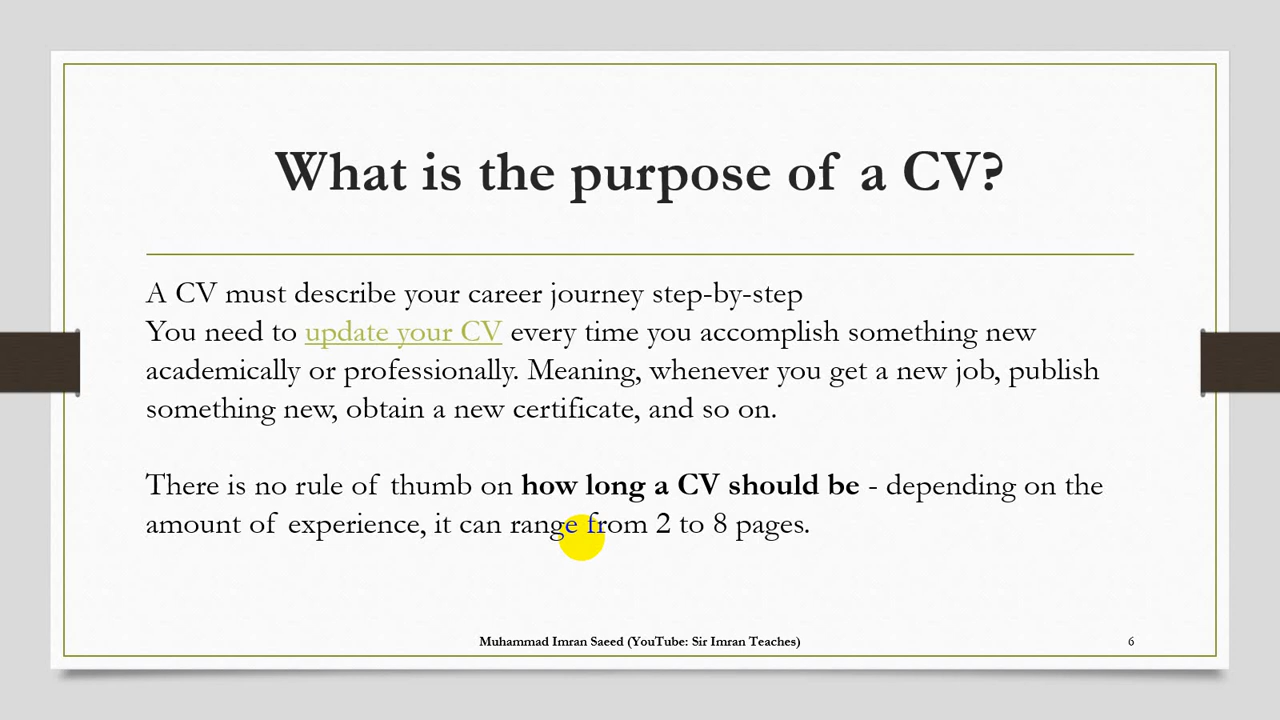 What is the purpose of a CV?
A CV must describe your career journey step-by-step
You need to update your CV every time you accomplish something new
academically or professionally. Meaning, whenever you get a new job, publish
something new, obtain a new certificate, and so on.
There is no rule of thumb on how long a CV should be - depending on the
amount of experience, it can range from 2 to 8 pages.
Muhammad Imran Saeed (YouTube: Sir Imran Teaches)
6